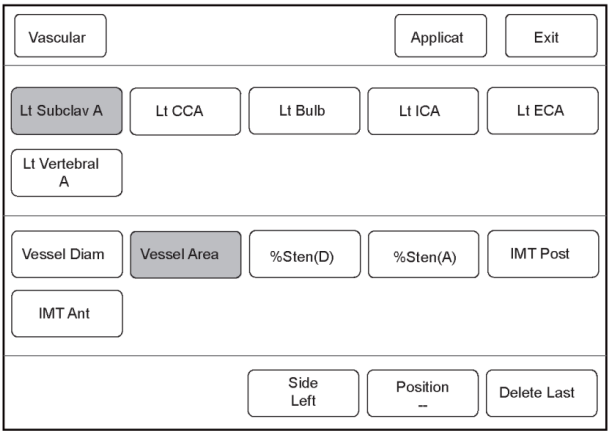 Vascular
Applicat
Exit
Lt Subclav A
Lt CCA
Lt Bulb
Lt ICA
Lt ECA
Lt Vertebral
A
Vessel Diam
Vessel Area
%Sten(D)
%Sten(A)
IMT Post
IMT Ant
Side
Left
Position
--
Delete Last